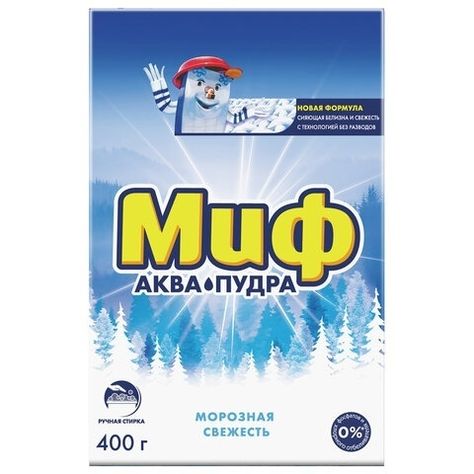 НОВАЯ ФОРМУЛА
СИЯЮЩАЯ БЕЛИЗНА И СВЕЖЕСТЬ
С ТЕХНОЛОГИЕЙ БЕЗ РАЗВОДОВ
Миф
АКВА ПУДРА
МОРОЗНАЯ
СВЕЖЕСТЬ
РУЧНАЯ СТИРКА
400 г
0%